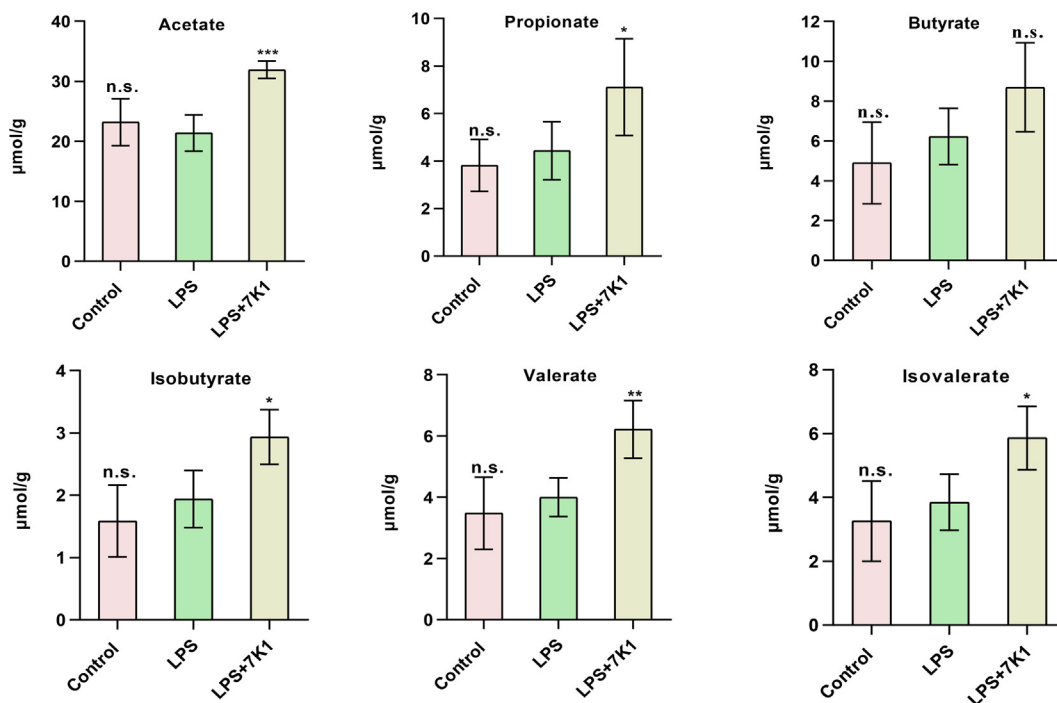 Acetate
µmol/g
40
30
20
10
0
n.s.
***
Control
LPS
LPS+7K1
Propionate
µmol/g
10
8
6
4
2
0
n.s.
*
Control
LPS
LPS+7K1
Butyrate
µmol/g
12
10
8
6
4
2
0
n.s.
n.s.
Control
LPS
LPS+7K1
Isobutyrate
µmol/g
4
3
2
1
0
n.s.
*
Control
LPS
LPS+7K1
Valerate
µmol/g
8
6
4
2
0
n.s.
**
Control
LPS
LPS+7K1
Isovalerate
µmol/g
8
6
4
2
0
n.s.
*
Control
LPS
LPS+7K1